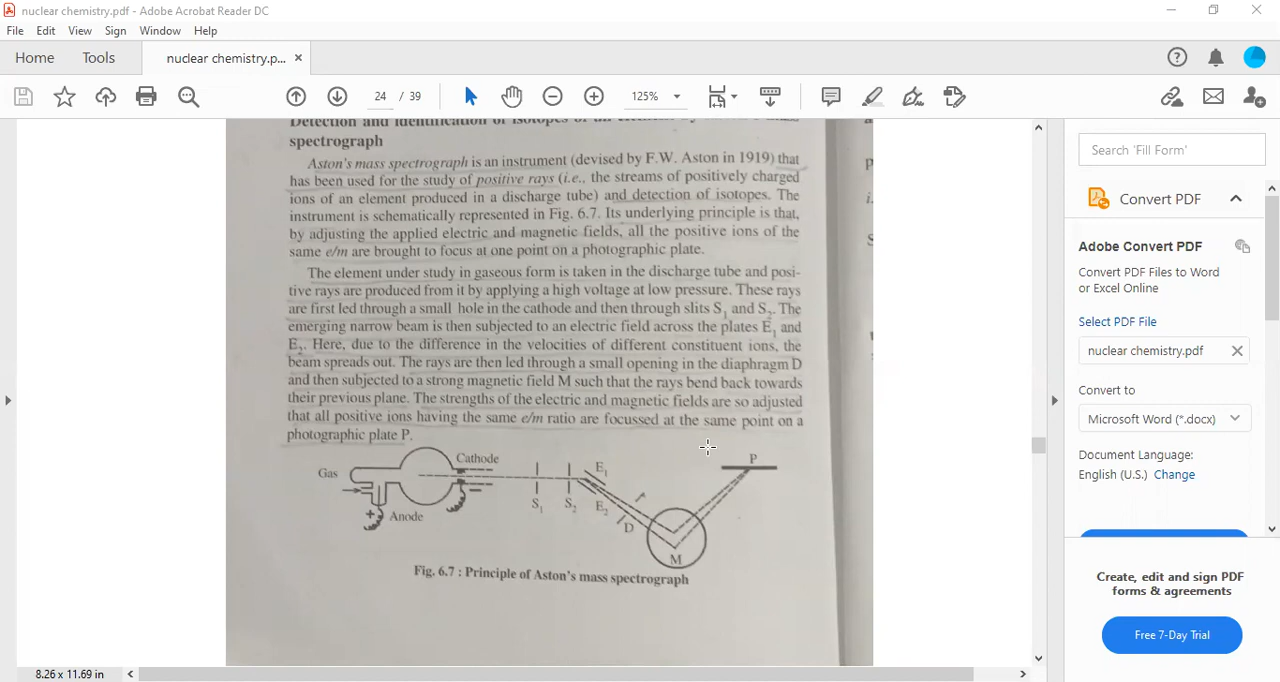 nuclear chemistry.pdf - Adobe Acrobat Reader DC
File Edit View Sign Window Help
Home Tools nuclear chemistry.p... ×
24 / 39 125%
Detection and identification of isotopes of an element by mass
spectrograph
Aston's mass spectrograph is an instrument (devised by F.W. Aston in 1919) that
has been used for the study of positive rays (i.e., the streams of positively charged
ions of an element produced in a discharge tube) and detection of isotopes. The
instrument is schematically represented in Fig. 6.7. Its underlying principle is that,
by adjusting the applied electric and magnetic fields, all the positive ions of the
same e/m are brought to focus at one point on a photographic plate.
The element under study in gaseous form is taken in the discharge tube and posi-
tive rays are produced from it by applying a high voltage at low pressure. These rays
are first led through a small hole in the cathode and then through slits S1 and S2. The
emerging narrow beam is then subjected to an electric field across the plates E1 and
E2. Here, due to the difference in the velocities of different constituent ions, the
beam spreads out. The rays are then led through a small opening in the diaphragm D
and then subjected to a strong magnetic field M such that the rays bend back towards
their previous plane. The strengths of the electric and magnetic fields are so adjusted
that all positive ions having the same e/m ratio are focussed at the same point on a
photographic plate P.
Gas
Cathode
+
Anode
S1
S2
E1
E2
D
M
P
Fig. 6.7 : Principle of Aston's mass spectrograph
8.26 x 11.69 in
Search 'Fill Form'
Convert PDF
Adobe Convert PDF
Convert PDF Files to Word
or Excel Online
Select PDF File
nuclear chemistry.pdf
Convert to
Microsoft Word (*.docx)
Document Language:
English (U.S.) Change
Create, edit and sign PDF
forms & agreements
Free 7-Day Trial